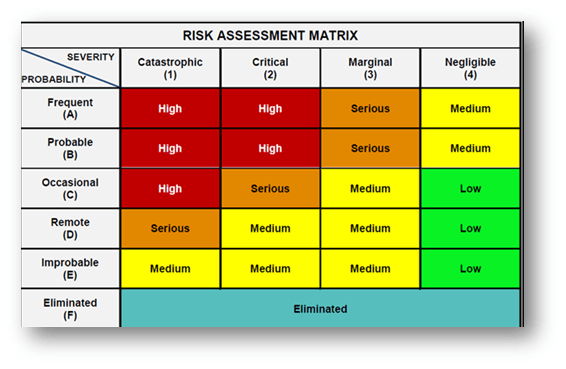 RISK ASSESSMENT MATRIX
SEVERITY
PROBABILITY
Catastrophic
(1)
Critical
(2)
Marginal
(3)
Negligible
(4)
Frequent
(A)
High
High
Serious
Medium
Probable
(B)
High
High
Serious
Medium
Occasional
(C)
High
Serious
Medium
Low
Remote
(D)
Serious
Medium
Medium
Low
Improbable
(E)
Medium
Medium
Medium
Low
Eliminated
(F)
Eliminated